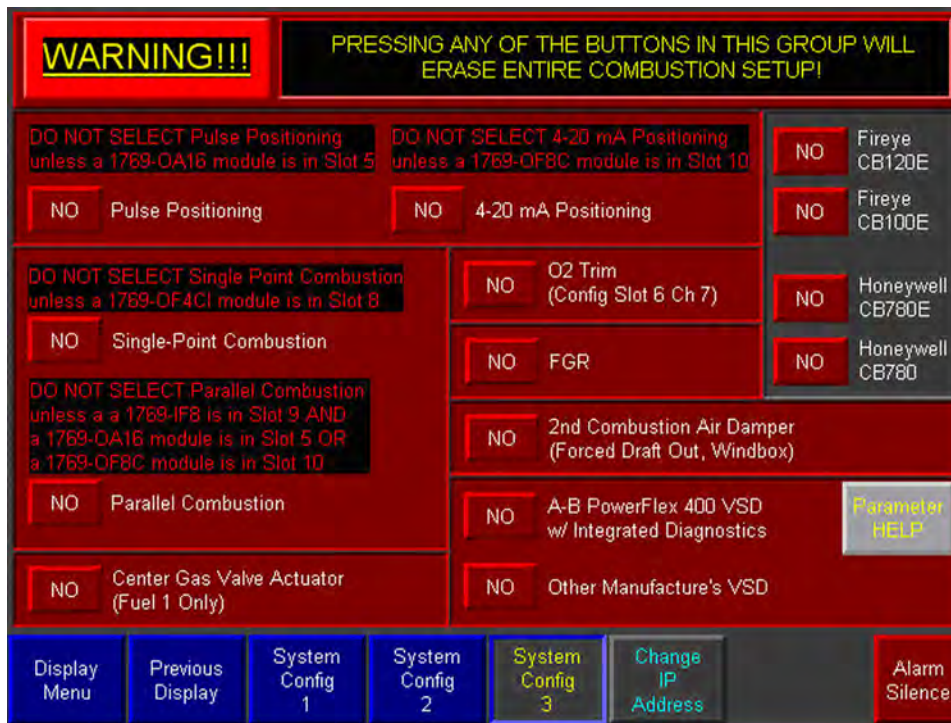 WARNING!!!
PRESSING ANY OF THE BUTTONS IN THIS GROUP WILL
ERASE ENTIRE COMBUSTION SETUP!
DO NOT SELECT Pulse Positioning
unless a 1769-OA16 module is in Slot 5
NO
Pulse Positioning
DO NOT SELECT 4-20 mA Positioning
unless a 1769-OF8C module is in Slot 10
NO
4-20 mA Positioning
NO
Fireye
CB120E
NO
Fireye
CB100E
NO
Honeywell
CB780E
NO
Honeywell
CB780
DO NOT SELECT Single Point Combustion
unless a 1769-OF4CI module is in Slot 8
NO
Single-Point Combustion
DO NOT SELECT Parallel Combustion
unless a a 1769-IF8 is in Slot 9 AND
a 1769-OA16 module is in Slot 5 OR
a 1769-OF8C module is in Slot 10
NO
Parallel Combustion
NO
Center Gas Valve Actuator
(Fuel 1 Only)
NO
O2 Trim
(Config Slot 6 Ch 7)
NO
FGR
NO
2nd Combustion Air Damper
(Forced Draft Out, Windbox)
NO
A-B PowerFlex 400 VSD
w/ Integrated Diagnostics
Parameter
HELP
NO
Other Manufacture's VSD
Display
Menu
Previous
Display
System
Config
1
System
Config
2
System
Config
3
Change
IP
Address
Alarm
Silence